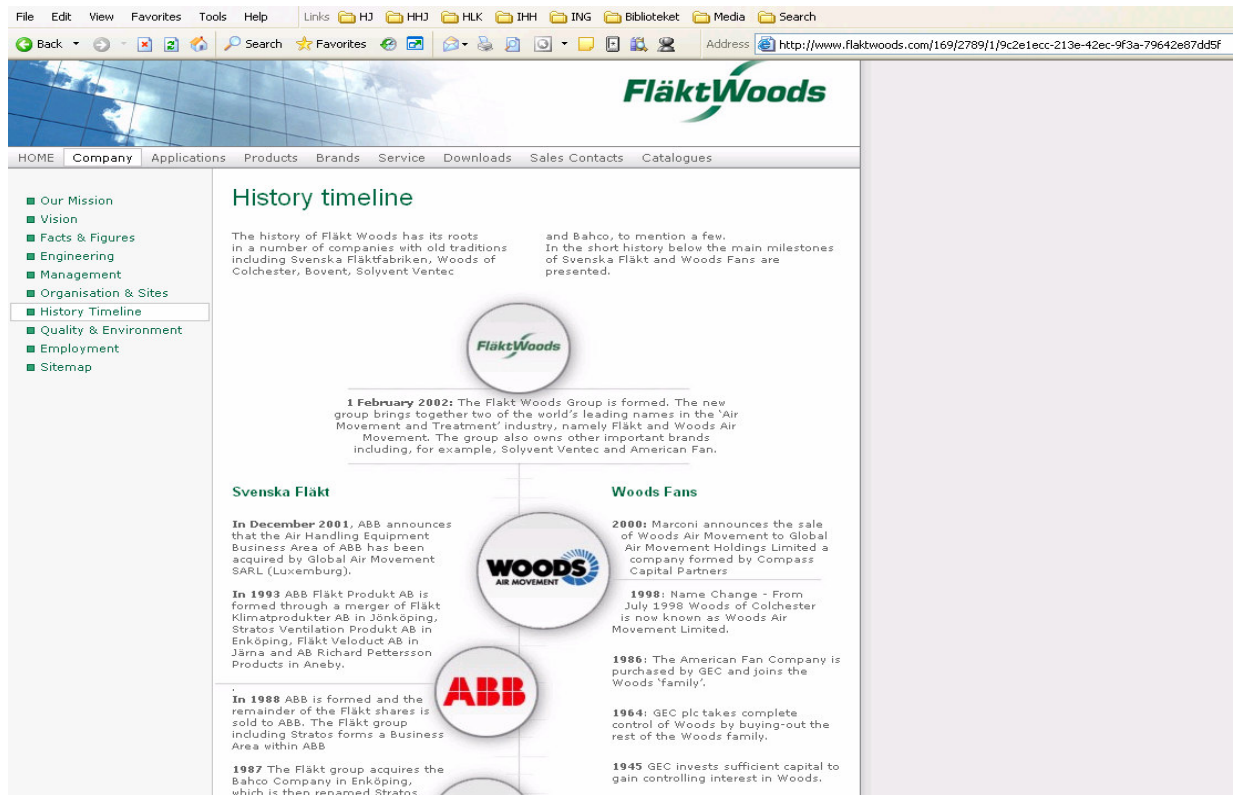 File Edit View Favorites Tools Help Links HJ HHJ HLK IHH ING Biblioteket Media Search
Back Search Favorites Address http://www.flaktwoods.com/169/2789/1/9c2e1ecc-213e-42ec-9f3a-79642e87dd5f
FläktWoods
HOME Company Applications Products Brands Service Downloads Sales Contacts Catalogues
Our Mission
Vision
Facts & Figures
Engineering
Management
Organisation & Sites
History Timeline
Quality & Environment
Employment
Sitemap
History timeline
The history of Fläkt Woods has its roots
in a number of companies with old traditions
including Svenska Fläktfabriken, Woods of
Colchester, Bovent, Solyvent Ventec
and Bahco, to mention a few.
In the short history below the main milestones
of Svenska Fläkt and Woods Fans are
presented.
FläktWoods
1 February 2002: The Flakt Woods Group is formed. The new
group brings together two of the world's leading names in the 'Air
Movement and Treatment' industry, namely Fläkt and Woods Air
Movement. The group also owns other important brands
including, for example, Solyvent Ventec and American Fan.
Svenska Fläkt
In December 2001, ABB announces
that the Air Handling Equipment
Business Area of ABB has been
acquired by Global Air Movement
SARL (Luxemburg).
In 1993 ABB Fläkt Produkt AB is
formed through a merger of Fläkt
Klimatprodukter AB in Jönköping,
Stratos Ventilation Produkt AB in
Enköping, Fläkt Veloduct AB in
Järna and AB Richard Pettersson
Products in Aneby.
.
In 1988 ABB is formed and the
remainder of the Fläkt shares is
sold to ABB. The Fläkt group
including Stratos forms a Business
Area within ABB
1987 The Fläkt group acquires the
Bahco Company in Enköping,
which is then renamed Stratos
WOODS
AIR MOVEMENT
ABB
Woods Fans
2000: Marconi announces the sale
of Woods Air Movement to Global
Air Movement Holdings Limited a
company formed by Compass
Capital Partners
1998: Name Change - From
July 1998 Woods of Colchester
is now known as Woods Air
Movement Limited.
1986: The American Fan Company is
purchased by GEC and joins the
Woods 'family'.
1964: GEC plc takes complete
control of Woods by buying-out the
rest of the Woods family.
1945 GEC invests sufficient capital to
gain controlling interest in Woods.